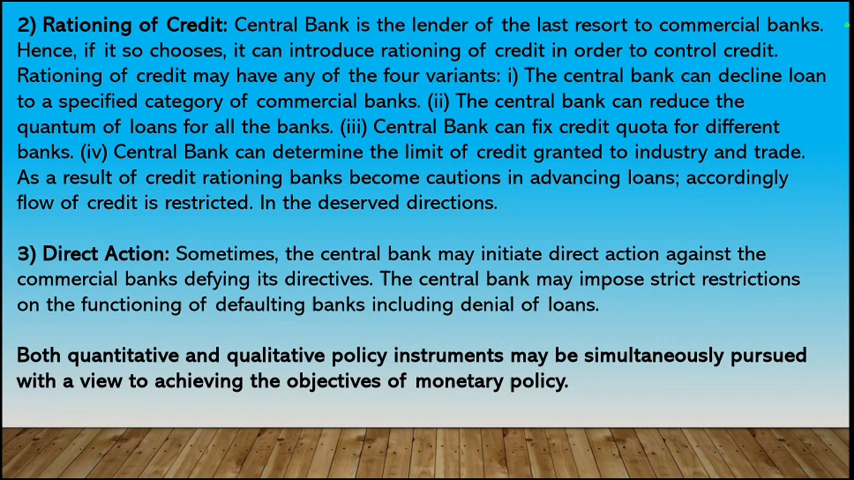 2) Rationing of Credit: Central Bank is the lender of the last resort to commercial banks.
Hence, if it so chooses, it can introduce rationing of credit in order to control credit.
Rationing of credit may have any of the four variants: i) The central bank can decline loan
to a specified category of commercial banks. (ii) The central bank can reduce the
quantum of loans for all the banks. (iii) Central Bank can fix credit quota for different
banks. (iv) Central Bank can determine the limit of credit granted to industry and trade.
As a result of credit rationing banks become cautions in advancing loans; accordingly
flow of credit is restricted. In the deserved directions.
3) Direct Action: Sometimes, the central bank may initiate direct action against the
commercial banks defying its directives. The central bank may impose strict restrictions
on the functioning of defaulting banks including denial of loans.
Both quantitative and qualitative policy instruments may be simultaneously pursued
with a view to achieving the objectives of monetary policy.